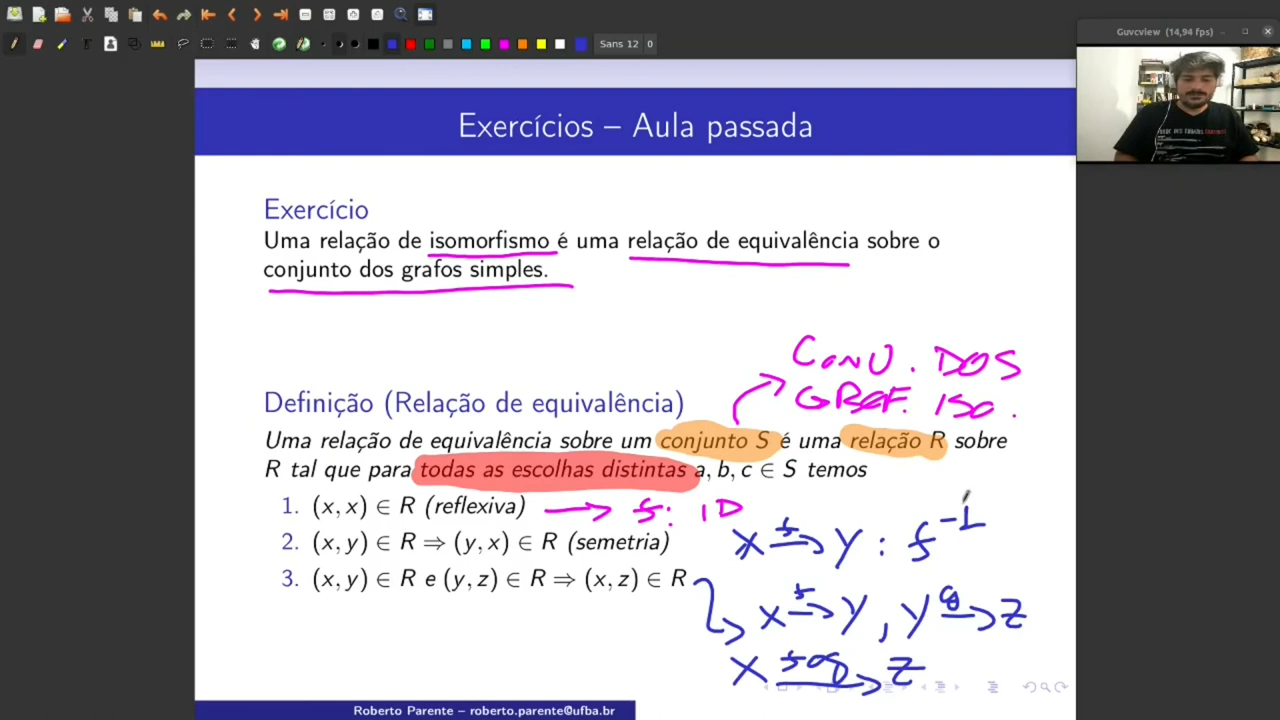 Sans 12 0
Guvcview (14,94 fps)
Exercícios – Aula passada
Exercício
Uma relação de isomorfismo é uma relação de equivalência sobre o
conjunto dos grafos simples.
CONJ. DOS
GRAF. ISO.
Definição (Relação de equivalência)
Uma relação de equivalência sobre um conjunto S é uma relação R sobre
R tal que para todas as escolhas distintas a, b, c ∈ S temos
1. (x, x) ∈ R (reflexiva) → f: ID
2. (x, y) ∈ R ⇒ (y, x) ∈ R (semetria)
X →f Y : f⁻¹
3. (x, y) ∈ R e (y, z) ∈ R ⇒ (x, z) ∈ R
X →f Y, Y →g Z
X →f∘g Z
Roberto Parente – roberto.parente@ufba.br